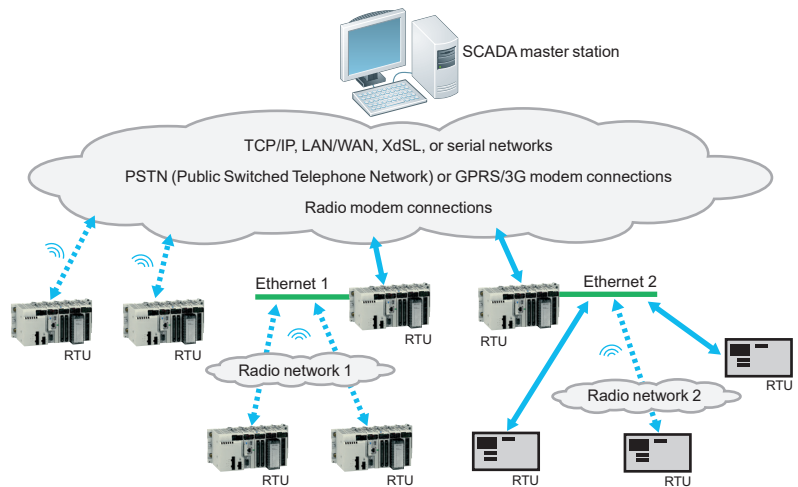 SCADA master station
TCP/IP, LAN/WAN, XdSL, or serial networks
PSTN (Public Switched Telephone Network) or GPRS/3G modem connections
Radio modem connections
Ethernet 1
Ethernet 2
RTU
RTU
RTU
RTU
Radio network 1
RTU
Radio network 2
RTU
RTU
RTU
RTU